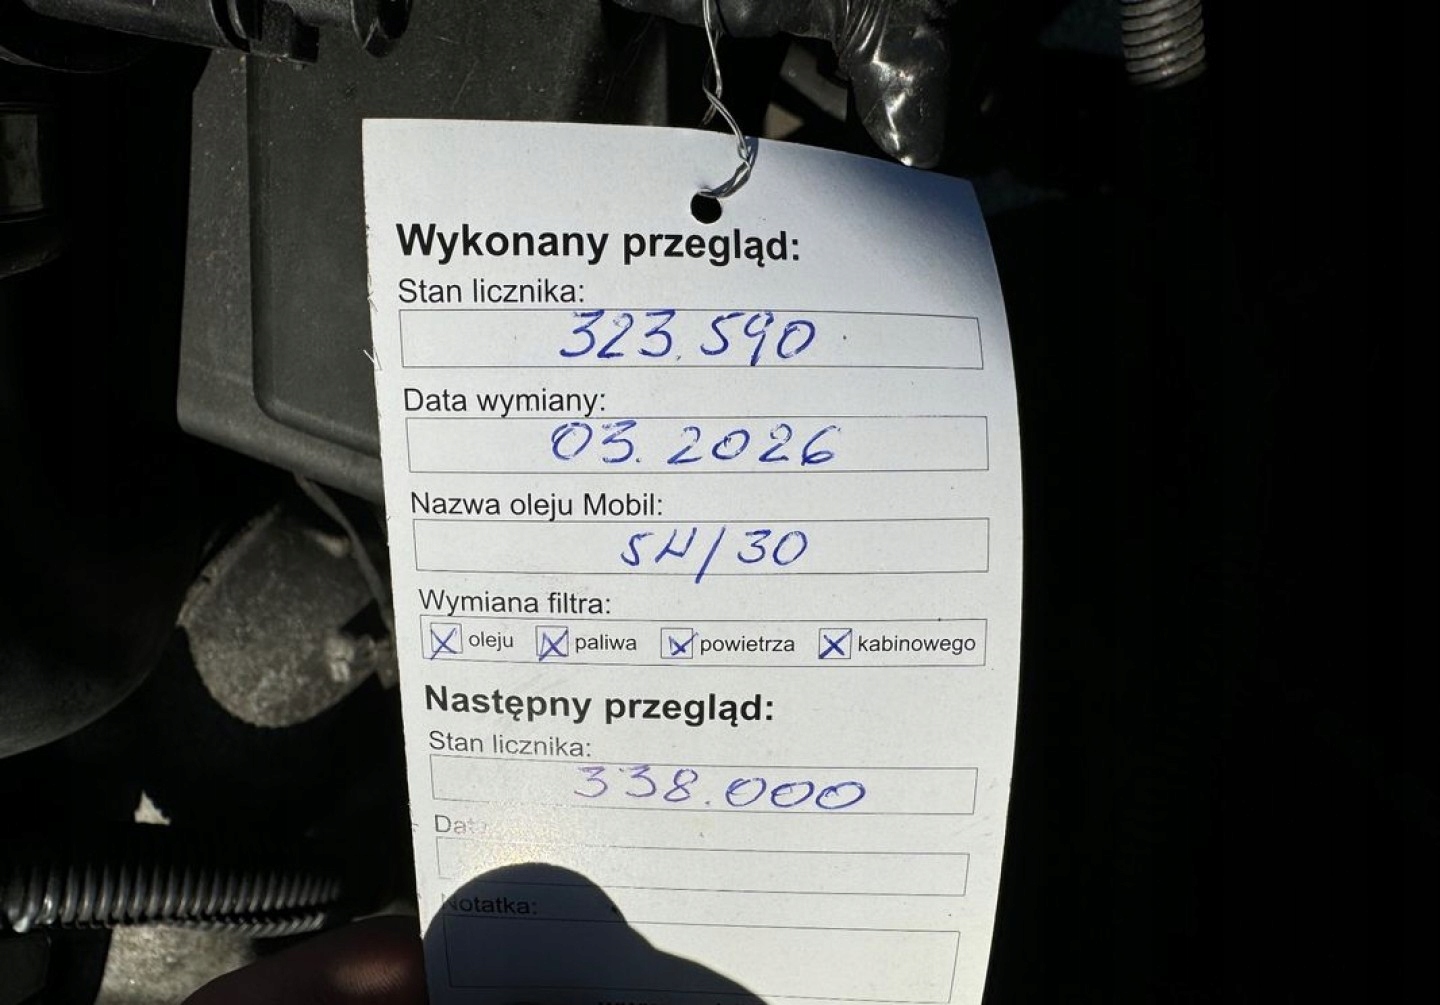 Wykonany przegląd:
Stan licznika:
323.590
Data wymiany:
03.2026
Nazwa oleju Mobil:
5W/30
Wymiana filtra:
oleju paliwa powietrza kabinowego
Następny przegląd:
Stan licznika:
338.000
Data
Notatka: